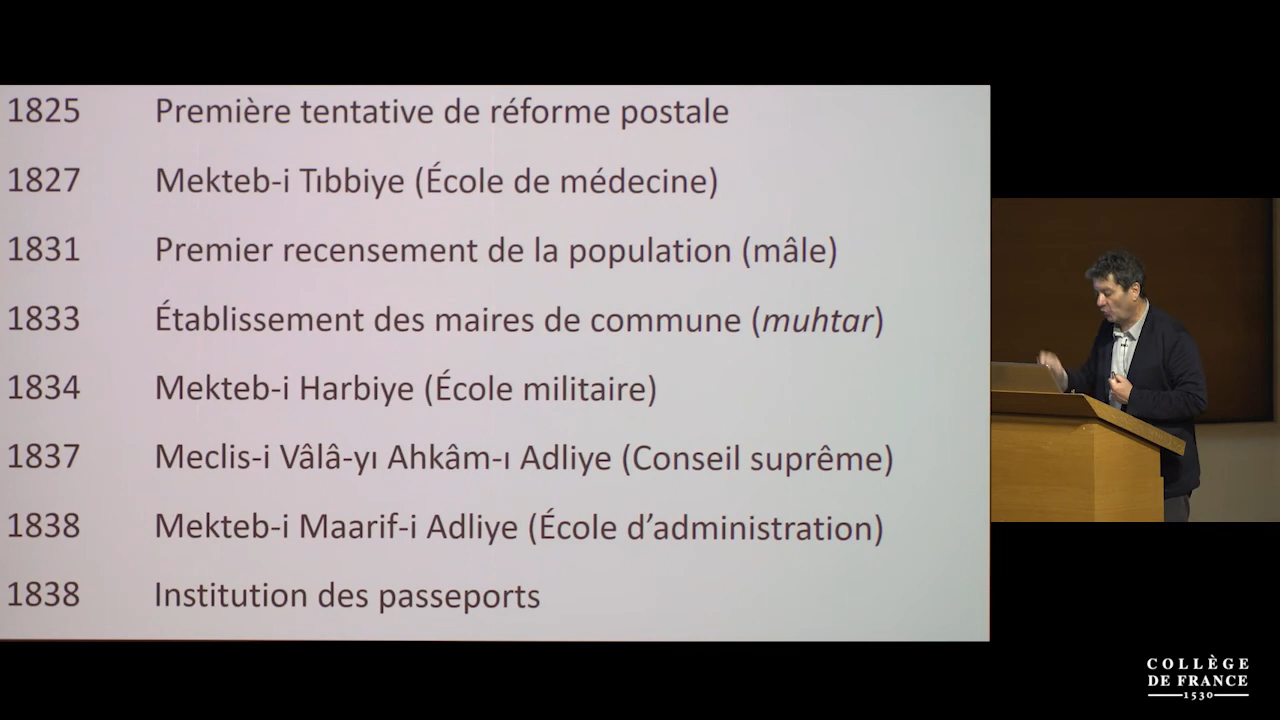 1825 Première tentative de réforme postale
1827 Mekteb-i Tıbbiye (École de médecine)
1831 Premier recensement de la population (mâle)
1833 Établissement des maires de commune (muhtar)
1834 Mekteb-i Harbiye (École militaire)
1837 Meclis-i Vâlâ-yı Ahkâm-ı Adliye (Conseil suprême)
1838 Mekteb-i Maarif-i Adliye (École d’administration)
1838 Institution des passeports
COLLÈGE
DE FRANCE
1530